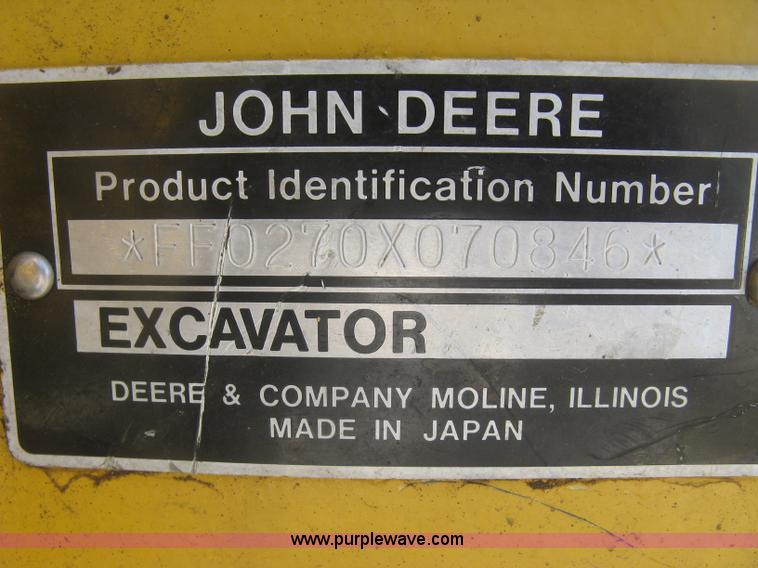 JOHN DEERE
Product Identification Number
*FF0270X070846*
EXCAVATOR
DEERE & COMPANY MOLINE, ILLINOIS
MADE IN JAPAN
www.purplewave.com